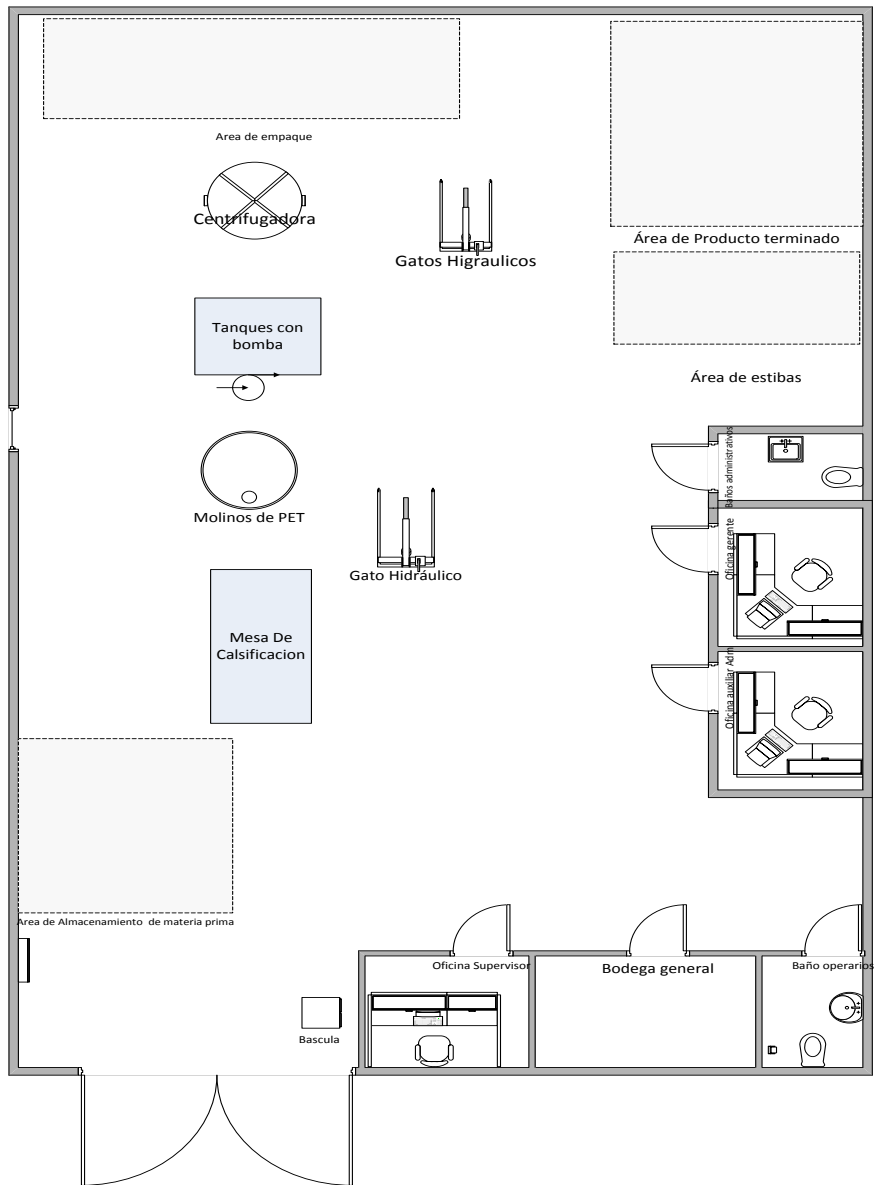 Area de empaque
Centrifugadora
Gatos Higraulicos
Área de Producto terminado
Tanques con
bomba
Área de estibas
Baños administrativos
Molinos de PET
Oficina gerente
Gato Hidráulico
Mesa De
Calsificacion
Oficina auxiliar Adm
Area de Almacenamiento de materia prima
Oficina Supervisor
Bodega general
Baño operarios
Bascula